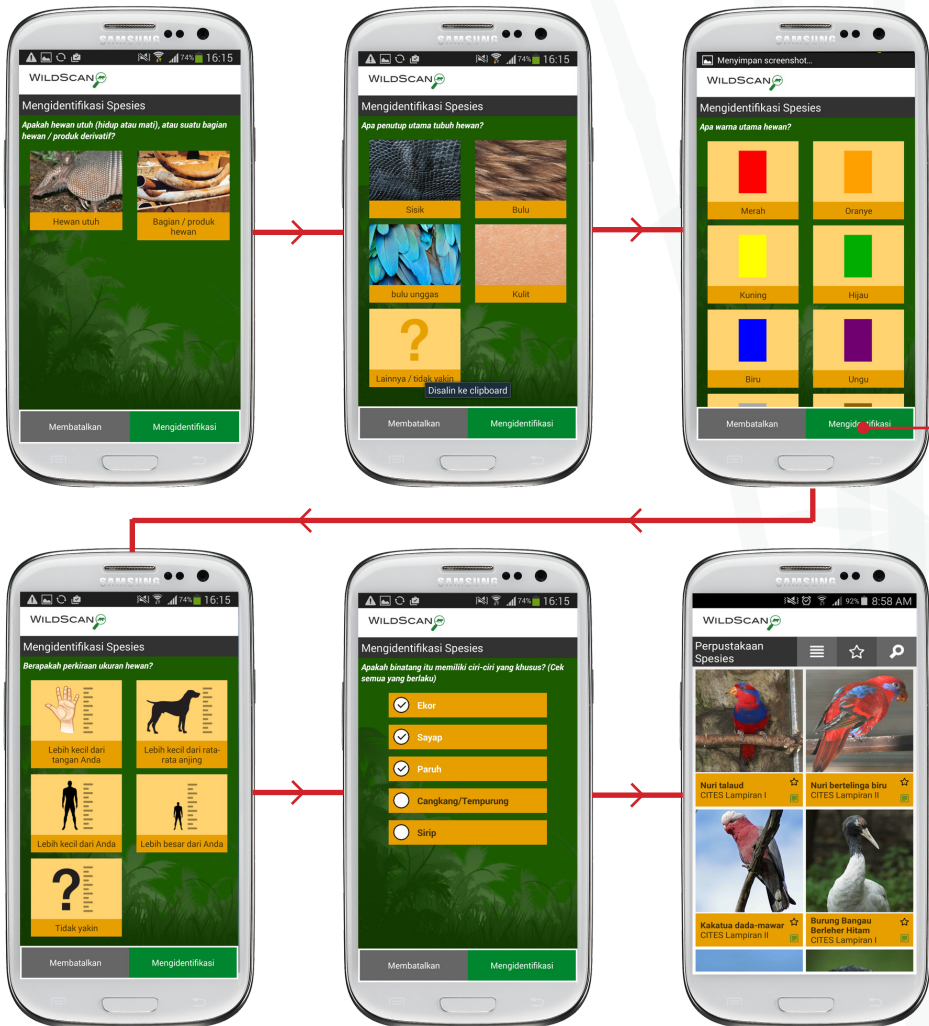 SAMSUNG
74% 16:15
WILDSCAN
Mengidentifikasi Spesies
Apakah hewan utuh (hidup atau mati), atau suatu bagian
hewan / produk derivatif?
Hewan utuh
Bagian / produk
hewan
Membatalkan
Mengidentifikasi
SAMSUNG
74% 16:15
WILDSCAN
Mengidentifikasi Spesies
Apa penutup utama tubuh hewan?
Sisik
Bulu
bulu unggas
Kulit
?
Lainnya / tidak yakin
Disalin ke clipboard
Membatalkan
Mengidentifikasi
SAMSUNG
Menyimpan screenshot...
WILDSCAN
Mengidentifikasi Spesies
Apa warna utama hewan?
Merah
Oranye
Kuning
Hijau
Biru
Ungu
Membatalkan
Mengidentifikasi
SAMSUNG
74% 16:15
WILDSCAN
Mengidentifikasi Spesies
Berapakah perkiraan ukuran hewan?
Lebih kecil dari
tangan Anda
Lebih kecil dari rata-
rata anjing
Lebih kecil dari Anda
Lebih besar dari Anda
?
Tidak yakin
Membatalkan
Mengidentifikasi
SAMSUNG
74% 16:15
WILDSCAN
Mengidentifikasi Spesies
Apakah binatang itu memiliki ciri-ciri yang khusus? (Cek
semua yang berlaku)
Ekor
Sayap
Paruh
Cangkang/Tempurung
Sirip
Membatalkan
Mengidentifikasi
SAMSUNG
92% 8:58 AM
WILDSCAN
Perpustakaan
Spesies
Nuri talaud
CITES Lampiran I
Nuri bertelinga biru
CITES Lampiran II
Kakatua dada-mawar
CITES Lampiran II
Burung Bangau
Berleher Hitam
CITES Lampiran I